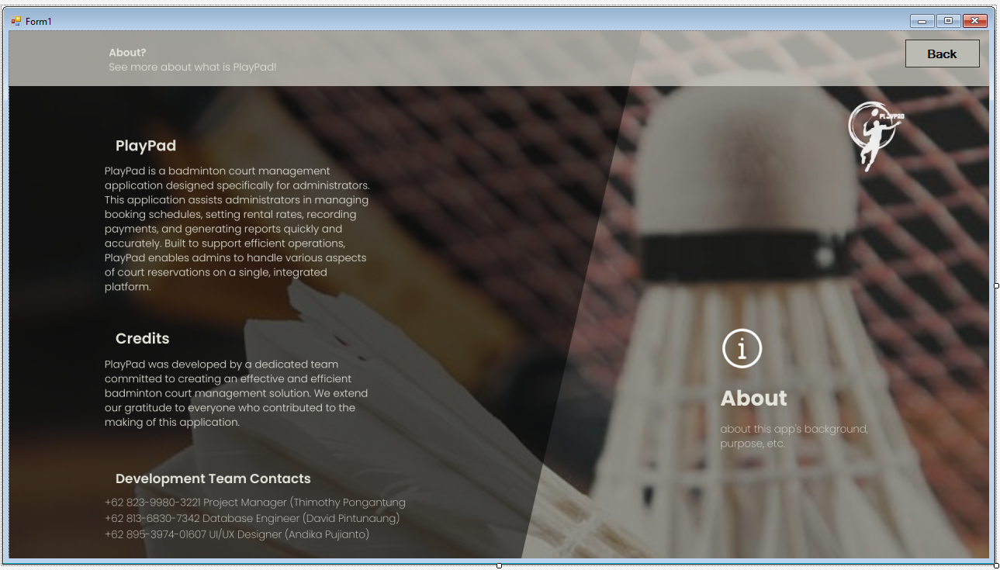 Form1
About?
See more about what is PlayPad!
Back
PLAYPAD
PlayPad
PlayPad is a badminton court management
application designed specifically for administrators.
This application assists administrators in managing
booking schedules, setting rental rates, recording
payments, and generating reports quickly and
accurately. Built to support efficient operations,
PlayPad enables admins to handle various aspects
of court reservations on a single, integrated
platform.
Credits
PlayPad was developed by a dedicated team
committed to creating an effective and efficient
badminton court management solution. We extend
our gratitude to everyone who contributed to the
making of this application.
Development Team Contacts
+62 823-9980-3221 Project Manager (Thimothy Pongantung
+62 813-6830-7342 Database Engineer (David Pintunaung)
+62 895-3974-01607 UI/UX Designer (Andika Pujianto)
i
About
about this app's background,
purpose, etc.